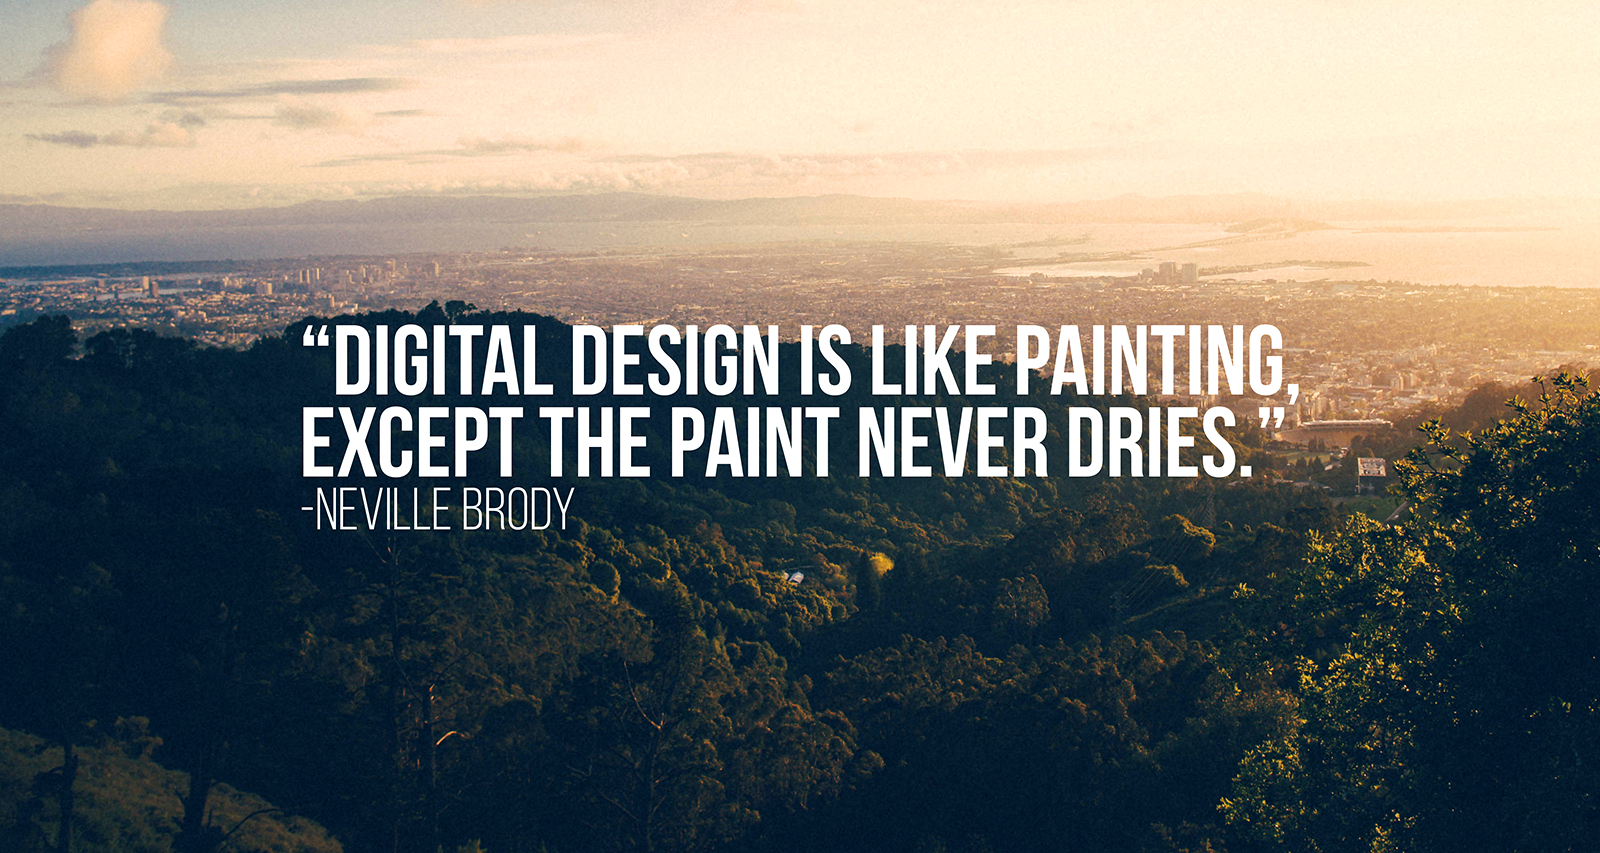 “DIGITAL DESIGN IS LIKE PAINTING,
EXCEPT THE PAINT NEVER DRIES.”
-NEVILLE BRODY